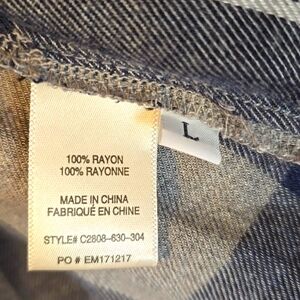 L
100% RAYON
100% RAYONNE
MADE IN CHINA
FABRIQUÉ EN CHINE
STYLE# C2808-630-304
PO # EM171217